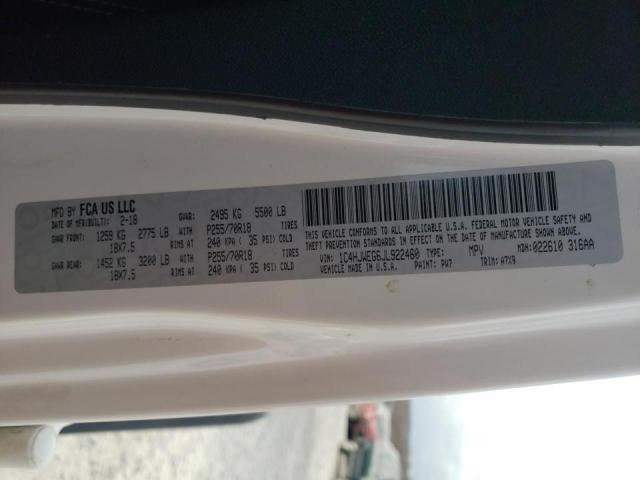 MFD BY FCA US LLC
DATE OF MFR(BUILT): 2-18 GVWR: 2495 KG 5500 LB
GAWR FRONT: 1259 KG 2775 LB WITH P255/70R18 TIRES
18X7.5 RIMS AT 240 KPA ( 35 PSI) COLD
GAWR REAR: 1452 KG 3200 LB WITH P255/70R18 TIRES
18X7.5 RIMS AT 240 KPA ( 35 PSI) COLD
THIS VEHICLE CONFORMS TO ALL APPLICABLE U.S.A. FEDERAL MOTOR VEHICLE SAFETY AND
THEFT PREVENTION STANDARDS IN EFFECT ON THE DATE OF MANUFACTURE SHOWN ABOVE.
VIN: 1C4HJWEG6JL922460 TYPE: MPV MDH: 022610 316AA
VEHICLE MADE IN U.S.A. PAINT: PW7 TRIM: A7X9